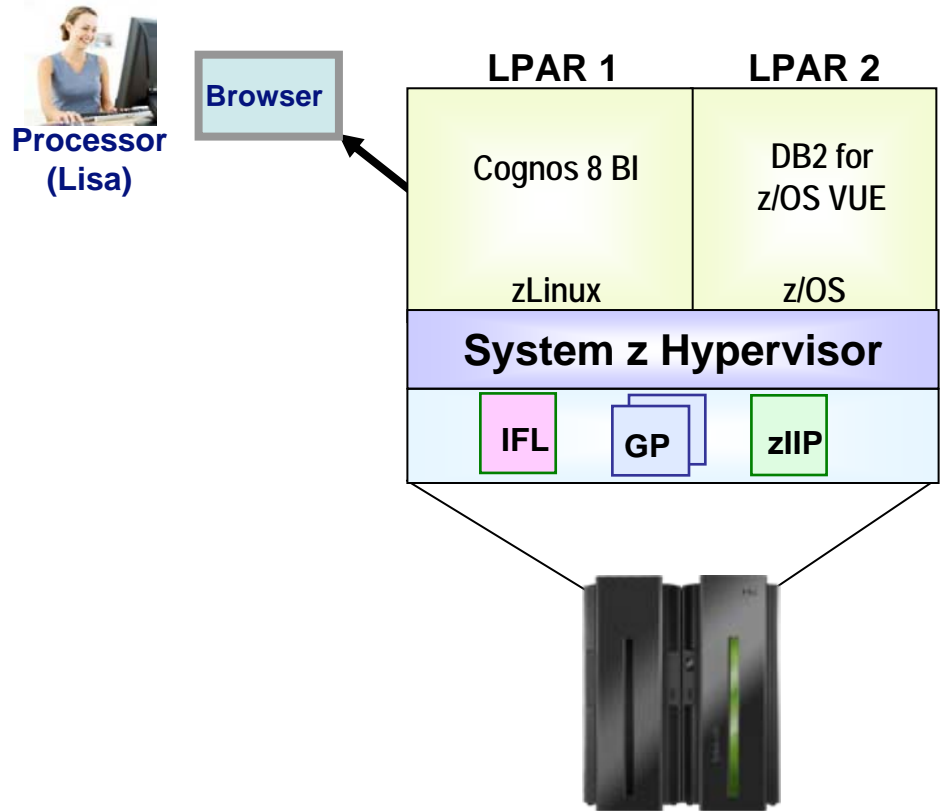 Processor
(Lisa)
Browser
LPAR 1
LPAR 2
Cognos 8 BI
DB2 for
z/OS VUE
zLinux
z/OS
System z Hypervisor
IFL
GP
zIIP